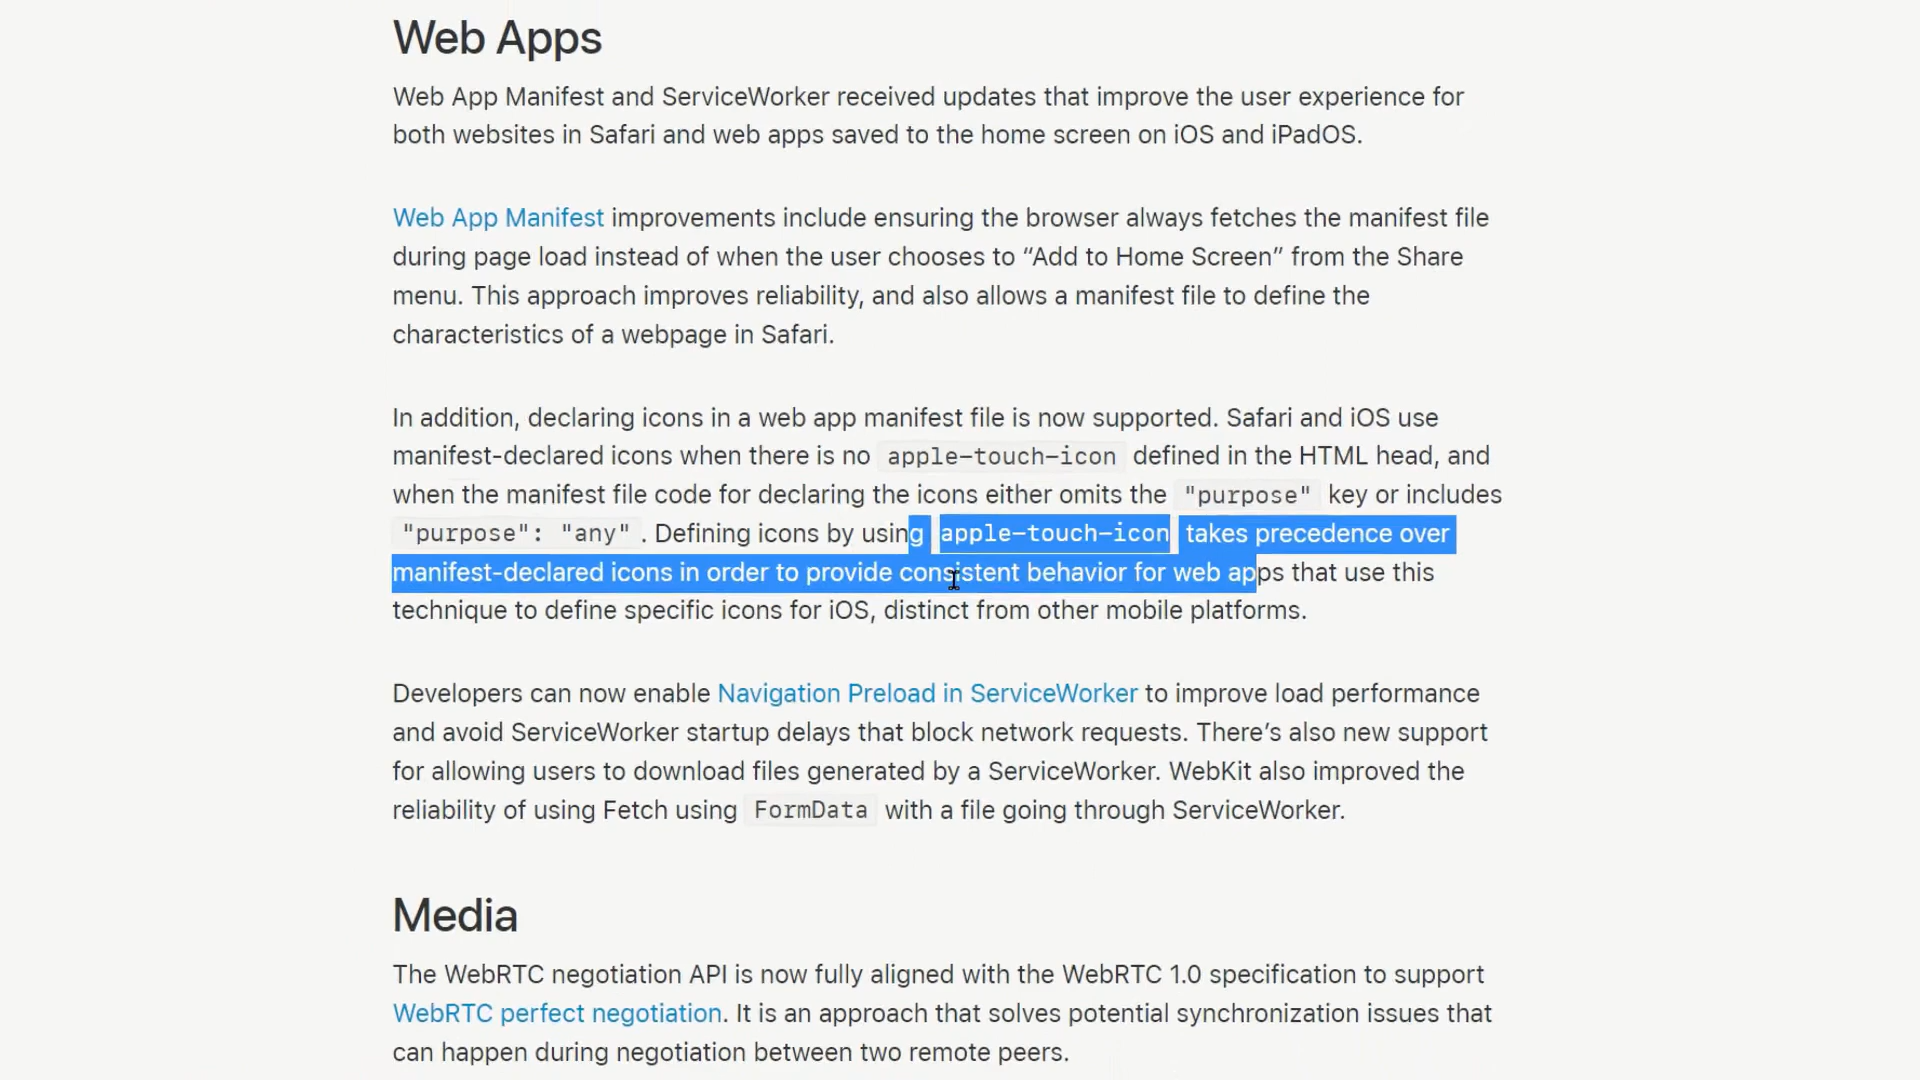 Web Apps
Web App Manifest and ServiceWorker received updates that improve the user experience for
both websites in Safari and web apps saved to the home screen on iOS and iPadOS.
Web App Manifest improvements include ensuring the browser always fetches the manifest file
during page load instead of when the user chooses to “Add to Home Screen” from the Share
menu. This approach improves reliability, and also allows a manifest file to define the
characteristics of a webpage in Safari.
In addition, declaring icons in a web app manifest file is now supported. Safari and iOS use
manifest-declared icons when there is no apple-touch-icon defined in the HTML head, and
when the manifest file code for declaring the icons either omits the "purpose" key or includes
"purpose": "any" . Defining icons by using apple-touch-icon takes precedence over
manifest-declared icons in order to provide consistent behavior for web apps that use this
technique to define specific icons for iOS, distinct from other mobile platforms.
Developers can now enable Navigation Preload in ServiceWorker to improve load performance
and avoid ServiceWorker startup delays that block network requests. There’s also new support
for allowing users to download files generated by a ServiceWorker. WebKit also improved the
reliability of using Fetch using FormData with a file going through ServiceWorker.
Media
The WebRTC negotiation API is now fully aligned with the WebRTC 1.0 specification to support
WebRTC perfect negotiation. It is an approach that solves potential synchronization issues that
can happen during negotiation between two remote peers.